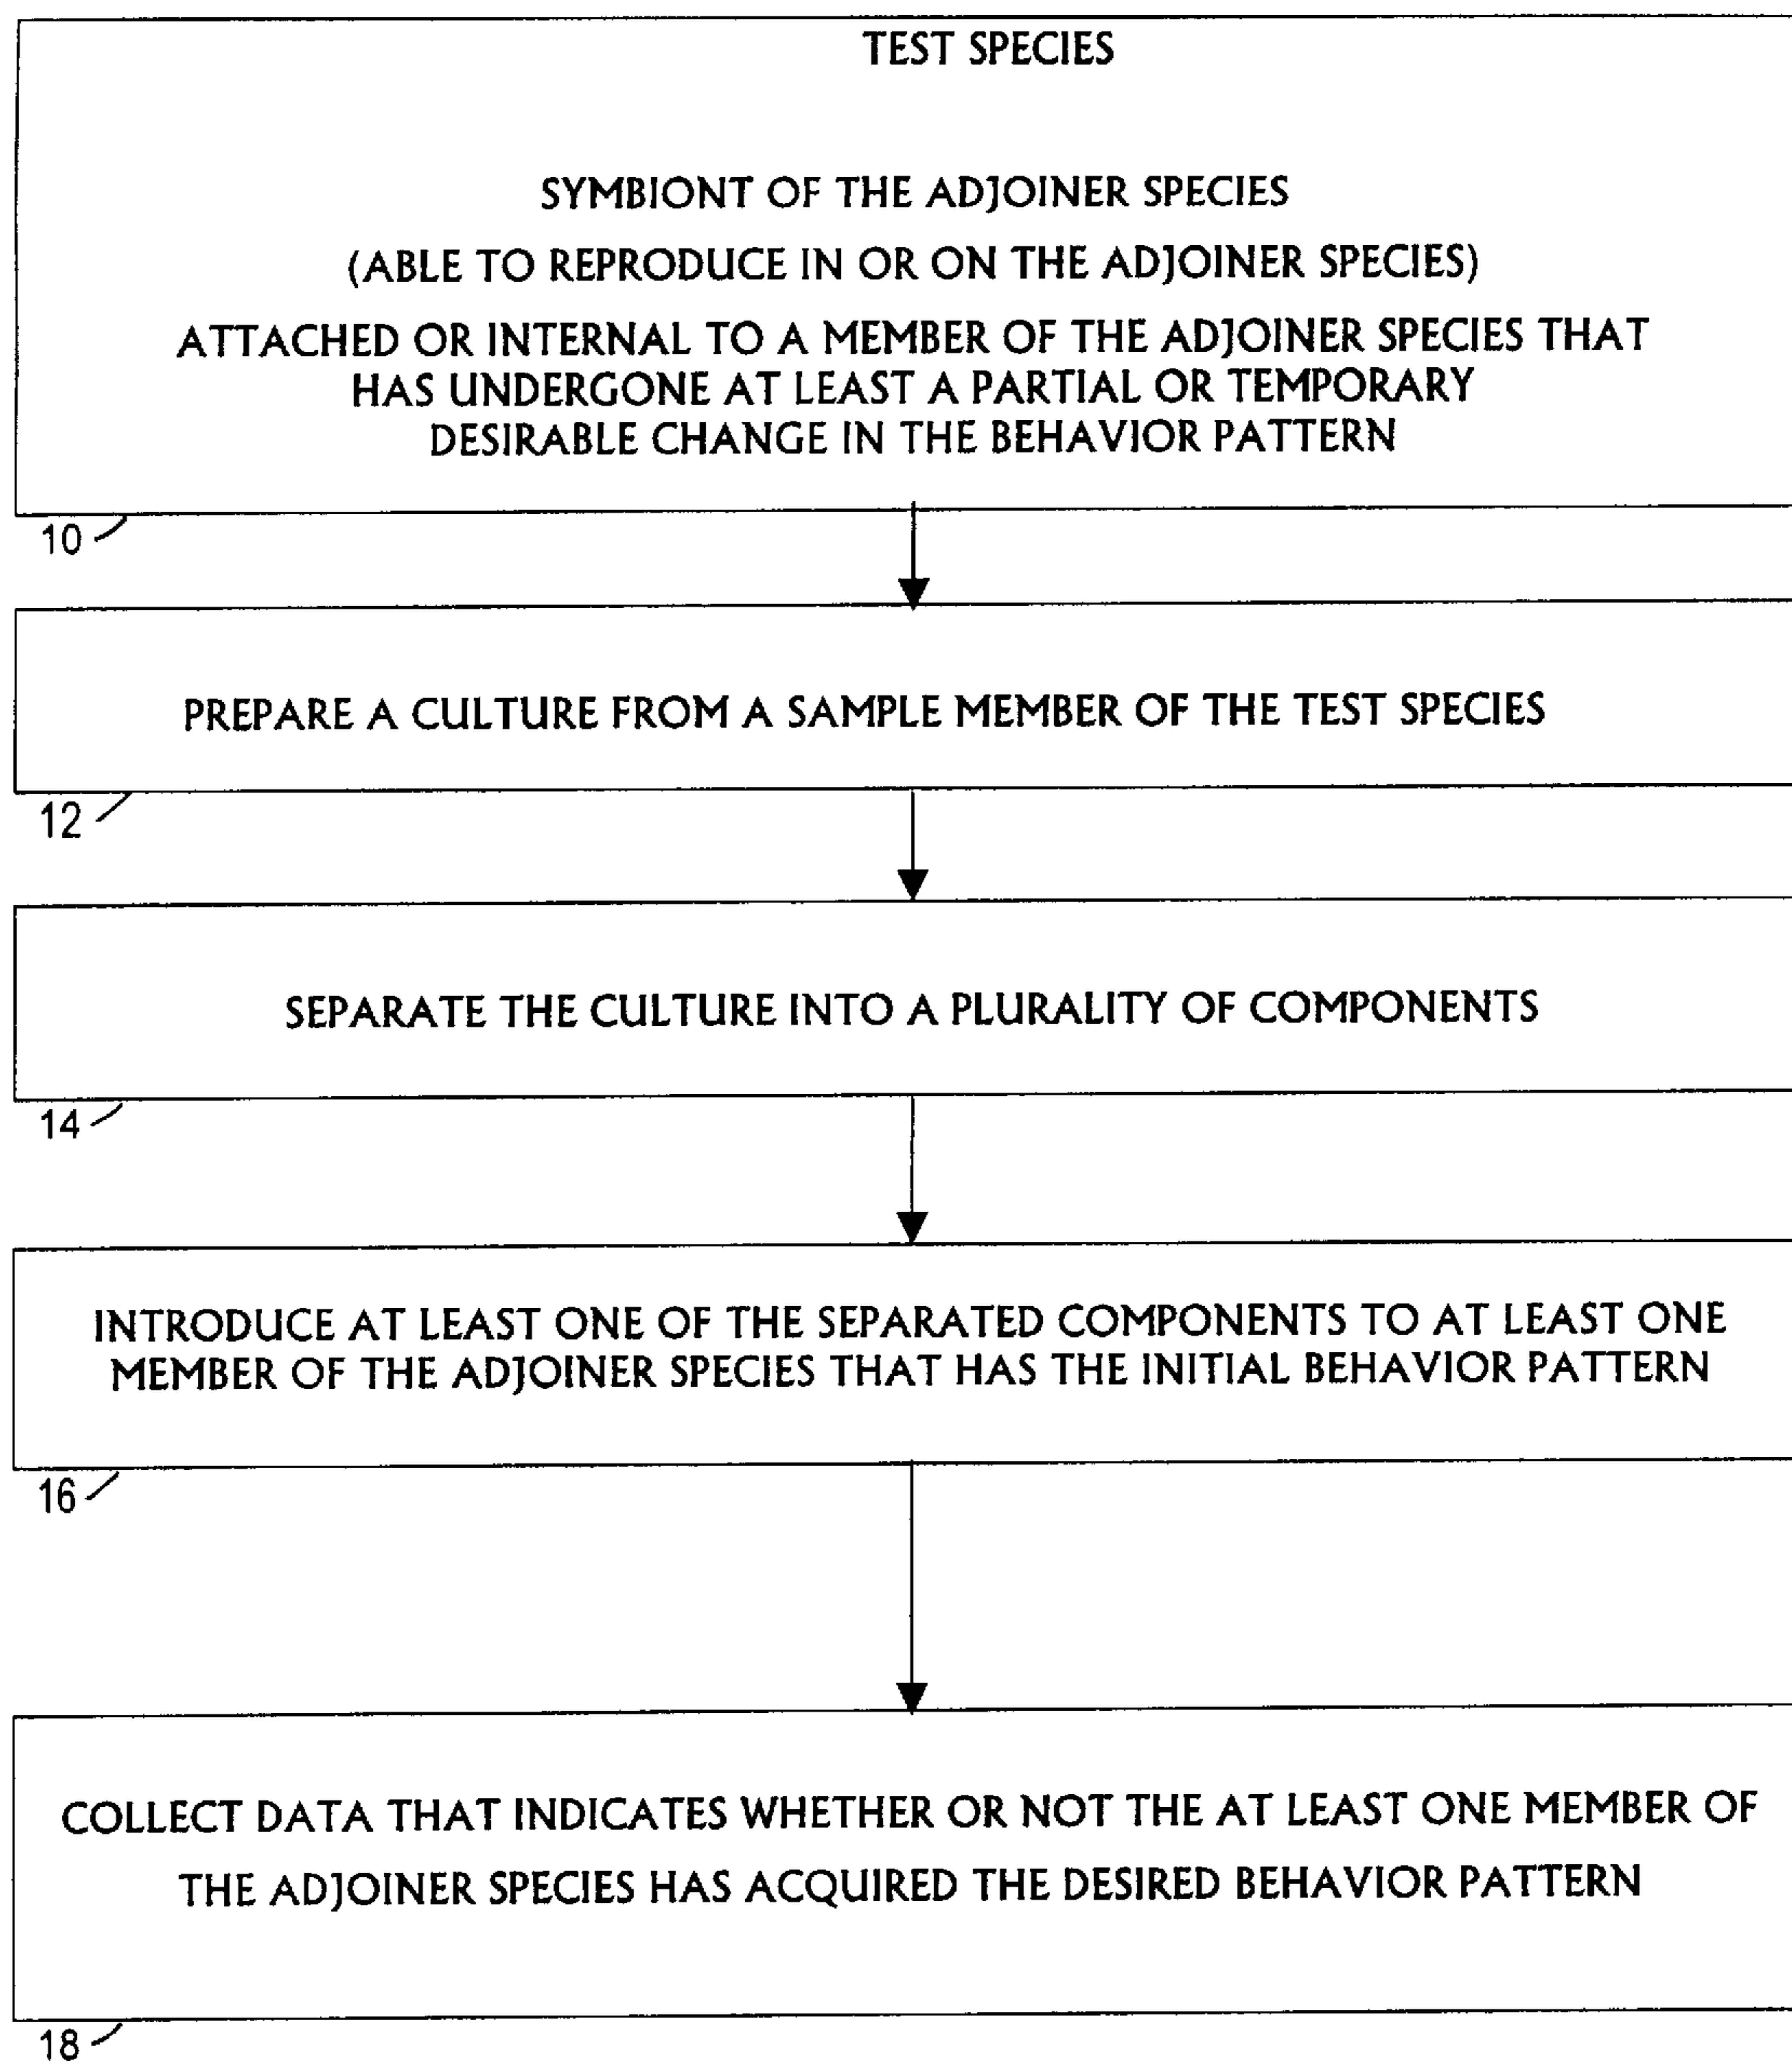 TEST SPECIES
SYMBIONT OF THE ADJOINER SPECIES
(ABLE TO REPRODUCE IN OR ON THE ADJOINER SPECIES)
ATTACHED OR INTERNAL TO A MEMBER OF THE ADJOINER SPECIES THAT
HAS UNDERGONE AT LEAST A PARTIAL OR TEMPORARY
DESIRABLE CHANGE IN THE BEHAVIOR PATTERN
10
PREPARE A CULTURE FROM A SAMPLE MEMBER OF THE TEST SPECIES
12
SEPARATE THE CULTURE INTO A PLURALITY OF COMPONENTS
14
INTRODUCE AT LEAST ONE OF THE SEPARATED COMPONENTS TO AT LEAST ONE
MEMBER OF THE ADJOINER SPECIES THAT HAS THE INITIAL BEHAVIOR PATTERN
16
COLLECT DATA THAT INDICATES WHETHER OR NOT THE AT LEAST ONE MEMBER OF
THE ADJOINER SPECIES HAS ACQUIRED THE DESIRED BEHAVIOR PATTERN
18